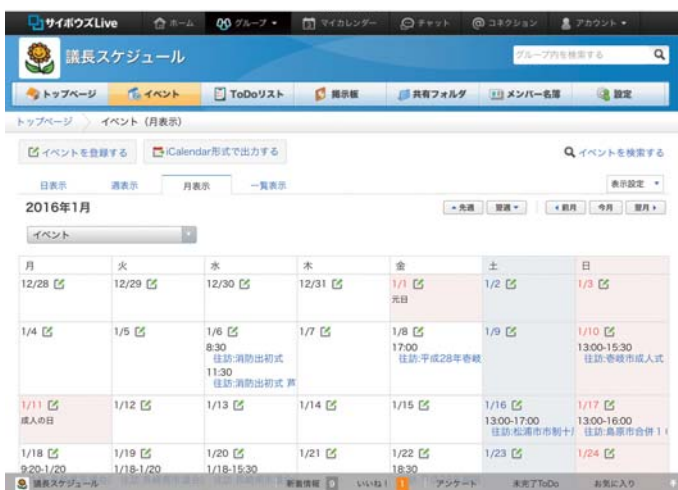 サイボウズLive ホーム グループ マイカレンダー チャット コネクション アカウント
議長スケジュール グループ内を検索する
トップページ イベント ToDoリスト 掲示板 共有フォルダ メンバー名簿 設定
トップページ イベント（月表示）
イベントを登録する iCalendar形式で出力する イベントを検索する
日表示 週表示 月表示 一覧表示 表示設定
2016年1月 先週 翌週 前月 今月 翌月
イベント
月 火 水 木 金 土 日
12/28 12/29 12/30 12/31 1/1 1/2 1/3
元日
1/4 1/5 1/6 1/7 1/8 1/9 1/10
8:30 17:00 13:00-15:30
往訪:消防出初式 往訪:平成28年壱岐 往訪:壱岐市成人式
11:30
往訪:消防出初式 芦
1/11 1/12 1/13 1/14 1/15 1/16 1/17
成人の日 13:00-17:00 13:00-16:00
往訪:松浦市市制十 往訪:島原市合併1
1/18 1/19 1/20 1/21 1/22 1/23 1/24
9:20-1/20 1/18-1/20 1/18-15:30 18:30
議長スケジュール 新着情報 0 いいね! 1 アンケート 未完了ToDo お気に入り